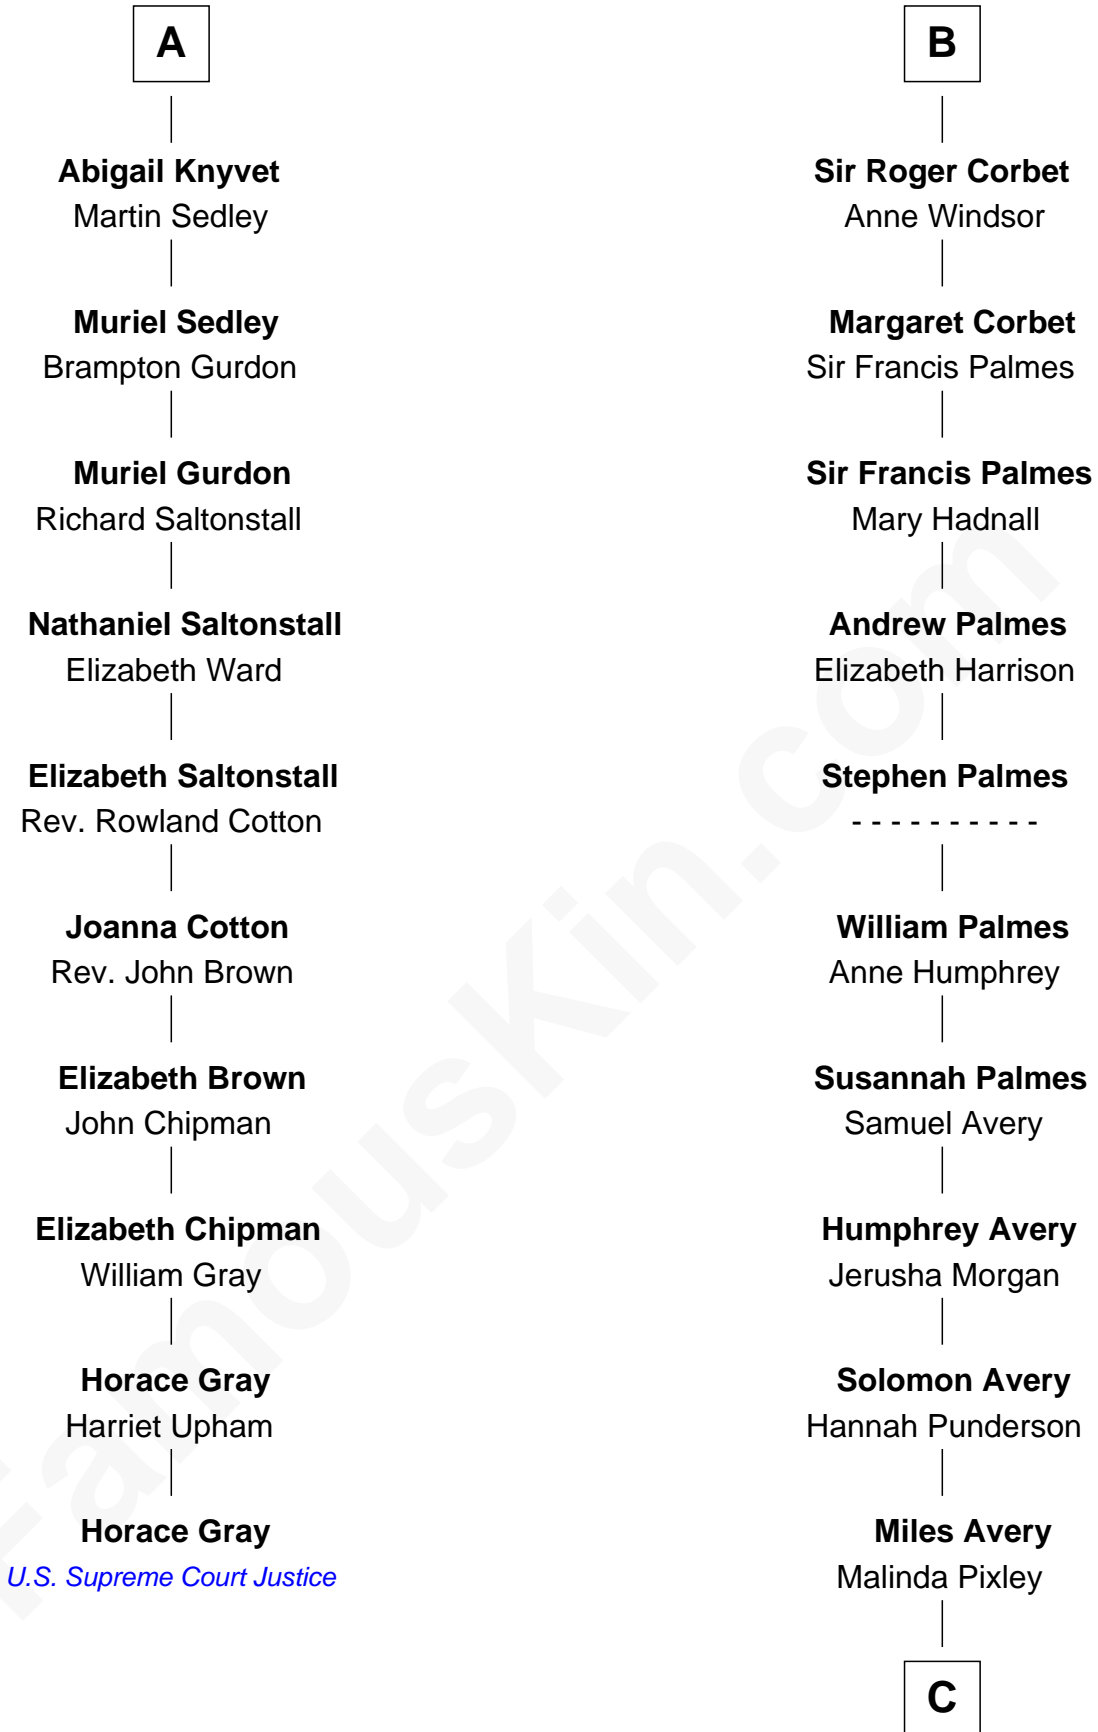 A
Abigail Knyvet
Martin Sedley
Muriel Sedley
Brampton Gurdon
Muriel Gurdon
Richard Saltonstall
Nathaniel Saltonstall
Elizabeth Ward
Elizabeth Saltonstall
Rev. Rowland Cotton
Joanna Cotton
Rev. John Brown
Elizabeth Brown
John Chipman
Elizabeth Chipman
William Gray
Horace Gray
Harriet Upham
Horace Gray
U.S. Supreme Court Justice
B
Sir Roger Corbet
Anne Windsor
Margaret Corbet
Sir Francis Palmes
Sir Francis Palmes
Mary Hadnall
Andrew Palmes
Elizabeth Harrison
Stephen Palmes
- - - - - - - - - -
William Palmes
Anne Humphrey
Susannah Palmes
Samuel Avery
Humphrey Avery
Jerusha Morgan
Solomon Avery
Hannah Punderson
Miles Avery
Malinda Pixley
C
FamousKin.com